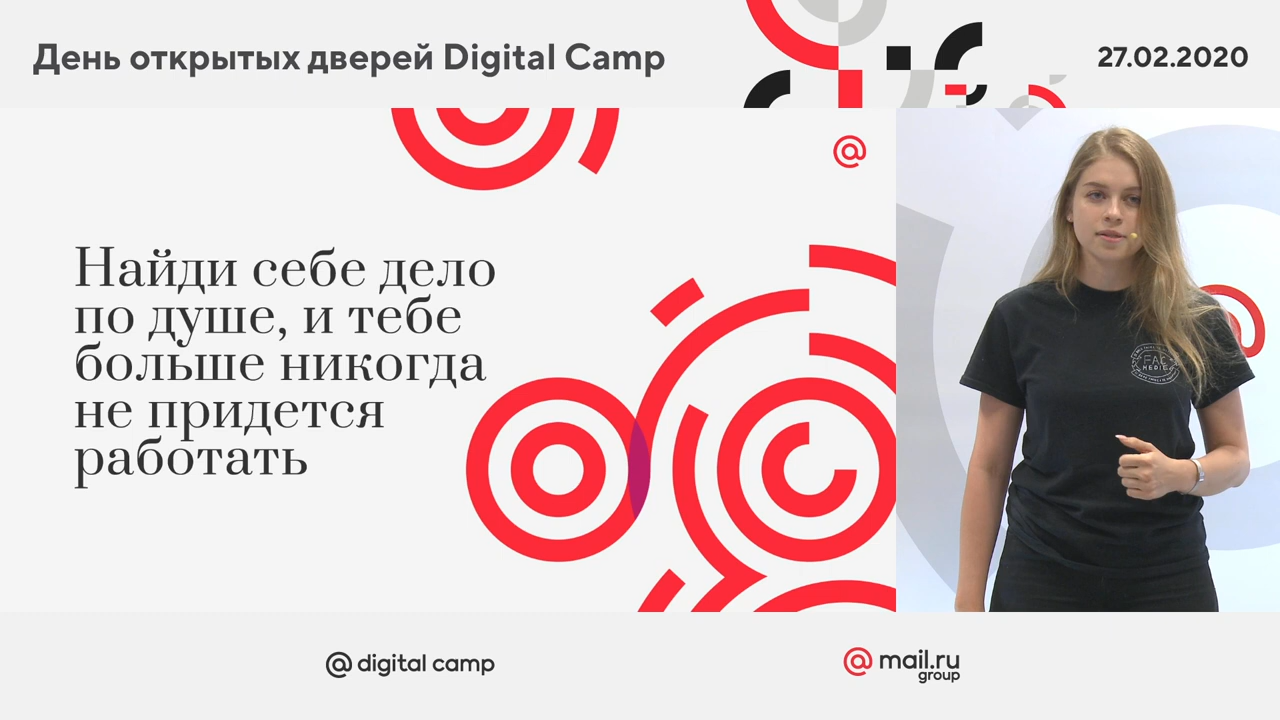 День открытых дверей Digital Camp
27.02.2020
@
Найди себе дело
по душе, и тебе
больше никогда
не придется
работать
@ digital camp
@ mail.ru
group